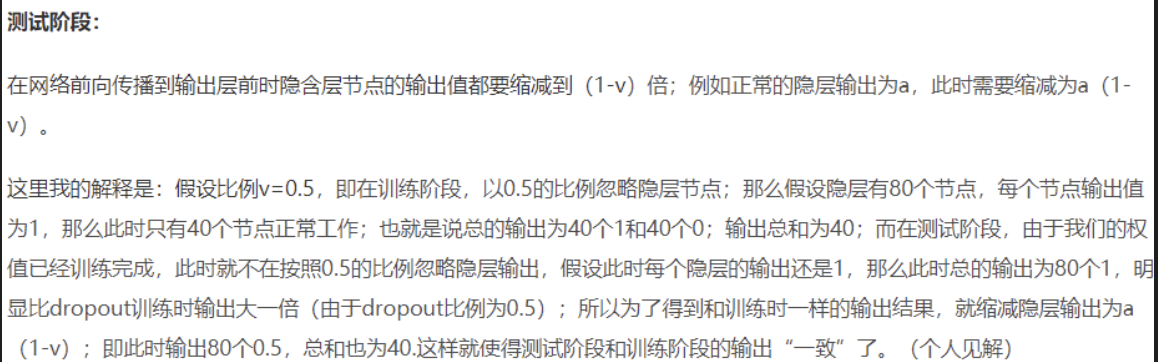 测试阶段：
在网络前向传播到输出层前时隐含层节点的输出值都要缩减到（1-v）倍；例如正常的隐层输出为a，此时需要缩减为a（1-
v）。
这里我的解释是：假设比例v=0.5，即在训练阶段，以0.5的比例忽略隐层节点；那么假设隐层有80个节点，每个节点输出值
为1，那么此时只有40个节点正常工作；也就是说总的输出为40个1和40个0；输出总和为40；而在测试阶段，由于我们的权
值已经训练完成，此时就不在按照0.5的比例忽略隐层输出，假设此时每个隐层的输出还是1，那么此时总的输出为80个1，明
显比dropout训练时输出大一倍（由于dropout比例为0.5）；所以为了得到和训练时一样的输出结果，就缩减隐层输出为a
（1-v）；即此时输出80个0.5，总和也为40.这样就使得测试阶段和训练阶段的输出“一致”了。（个人见解）